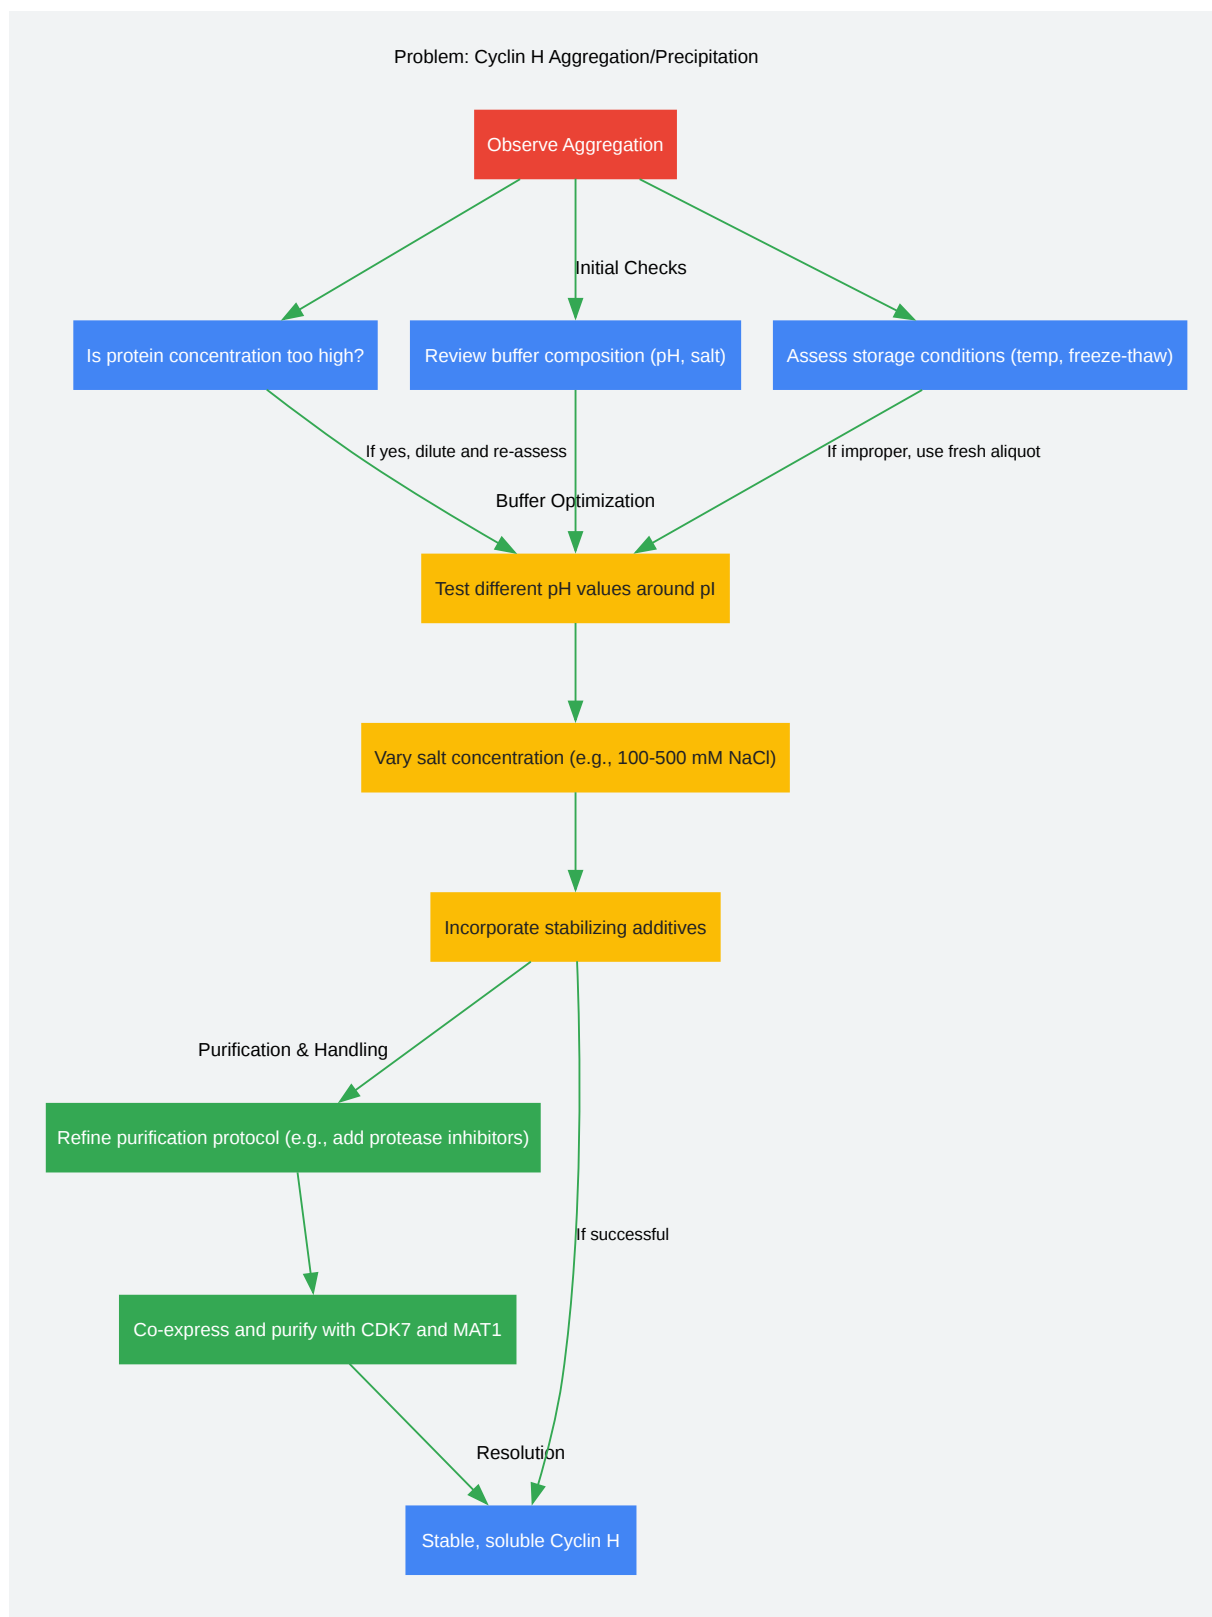 Problem: Cyclin H Aggregation/Precipitation
Observe Aggregation
Initial Checks
Is protein concentration too high?
Review buffer composition (pH, salt)
Assess storage conditions (temp, freeze-thaw)
If yes, dilute and re-assess
If improper, use fresh aliquot
Buffer Optimization
Test different pH values around pI
Vary salt concentration (e.g., 100-500 mM NaCl)
Incorporate stabilizing additives
Purification & Handling
Refine purification protocol (e.g., add protease inhibitors)
If successful
Co-express and purify with CDK7 and MAT1
Resolution
Stable, soluble Cyclin H